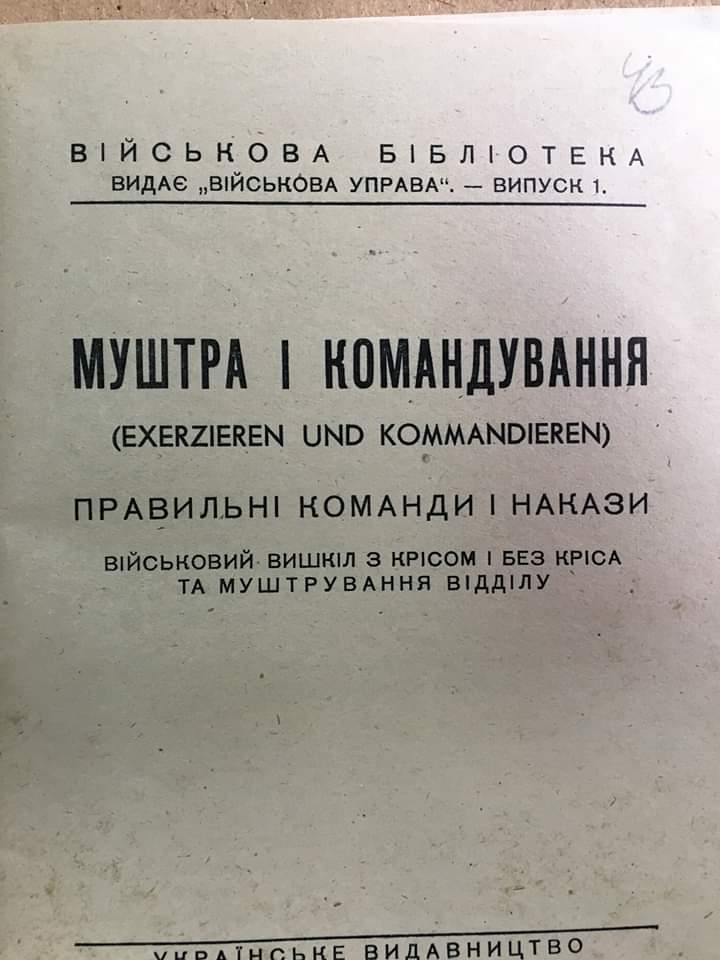 ВІЙСЬКОВА БІБЛІОТЕКА
ВИДАЄ „ВІЙСЬКОВА УПРАВА“. — ВИПУСК 1.
МУШТРА І КОМАНДУВАННЯ
(EXERZIEREN UND KOMMANDIEREN)
ПРАВИЛЬНІ КОМАНДИ І НАКАЗИ
ВІЙСЬКОВИЙ ВИШКІЛ З КРІСОМ І БЕЗ КРІСА
ТА МУШТРУВАННЯ ВІДДІЛУ
УКРАЇНСЬКЕ ВИДАВНИЦТВО